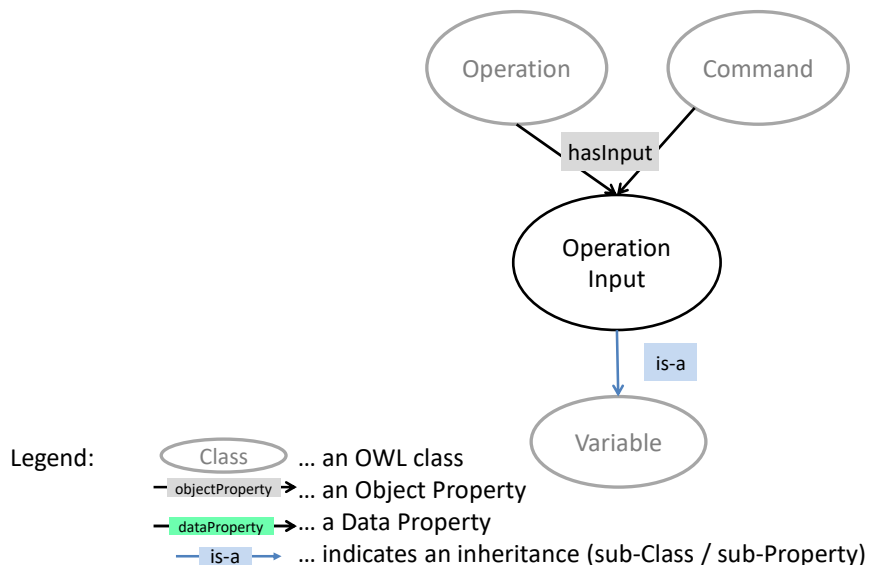 Operation
Command
hasInput
Operation
Input
is-a
Variable
Legend:
Class
... an OWL class
objectProperty
... an Object Property
dataProperty
... a Data Property
is-a
... indicates an inheritance (sub-Class / sub-Property)